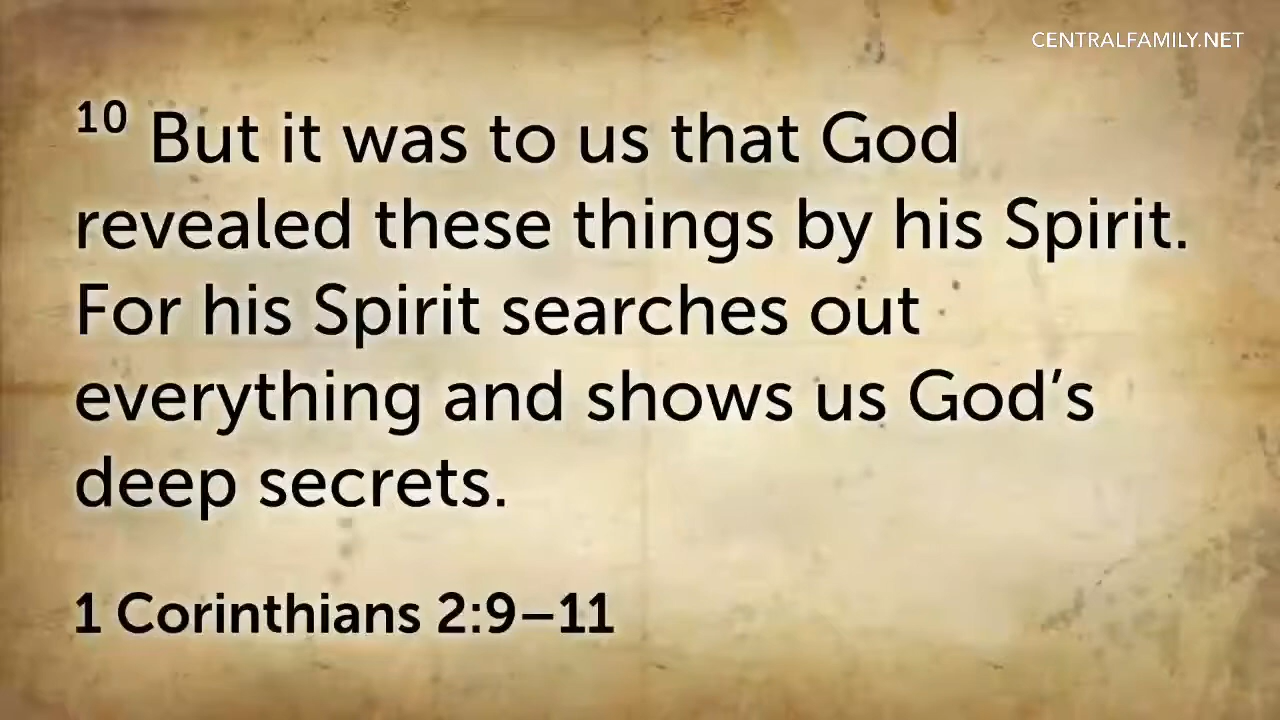 CENTRALFAMILY.NET
10 But it was to us that God
revealed these things by his Spirit.
For his Spirit searches out
everything and shows us God’s
deep secrets.
1 Corinthians 2:9–11